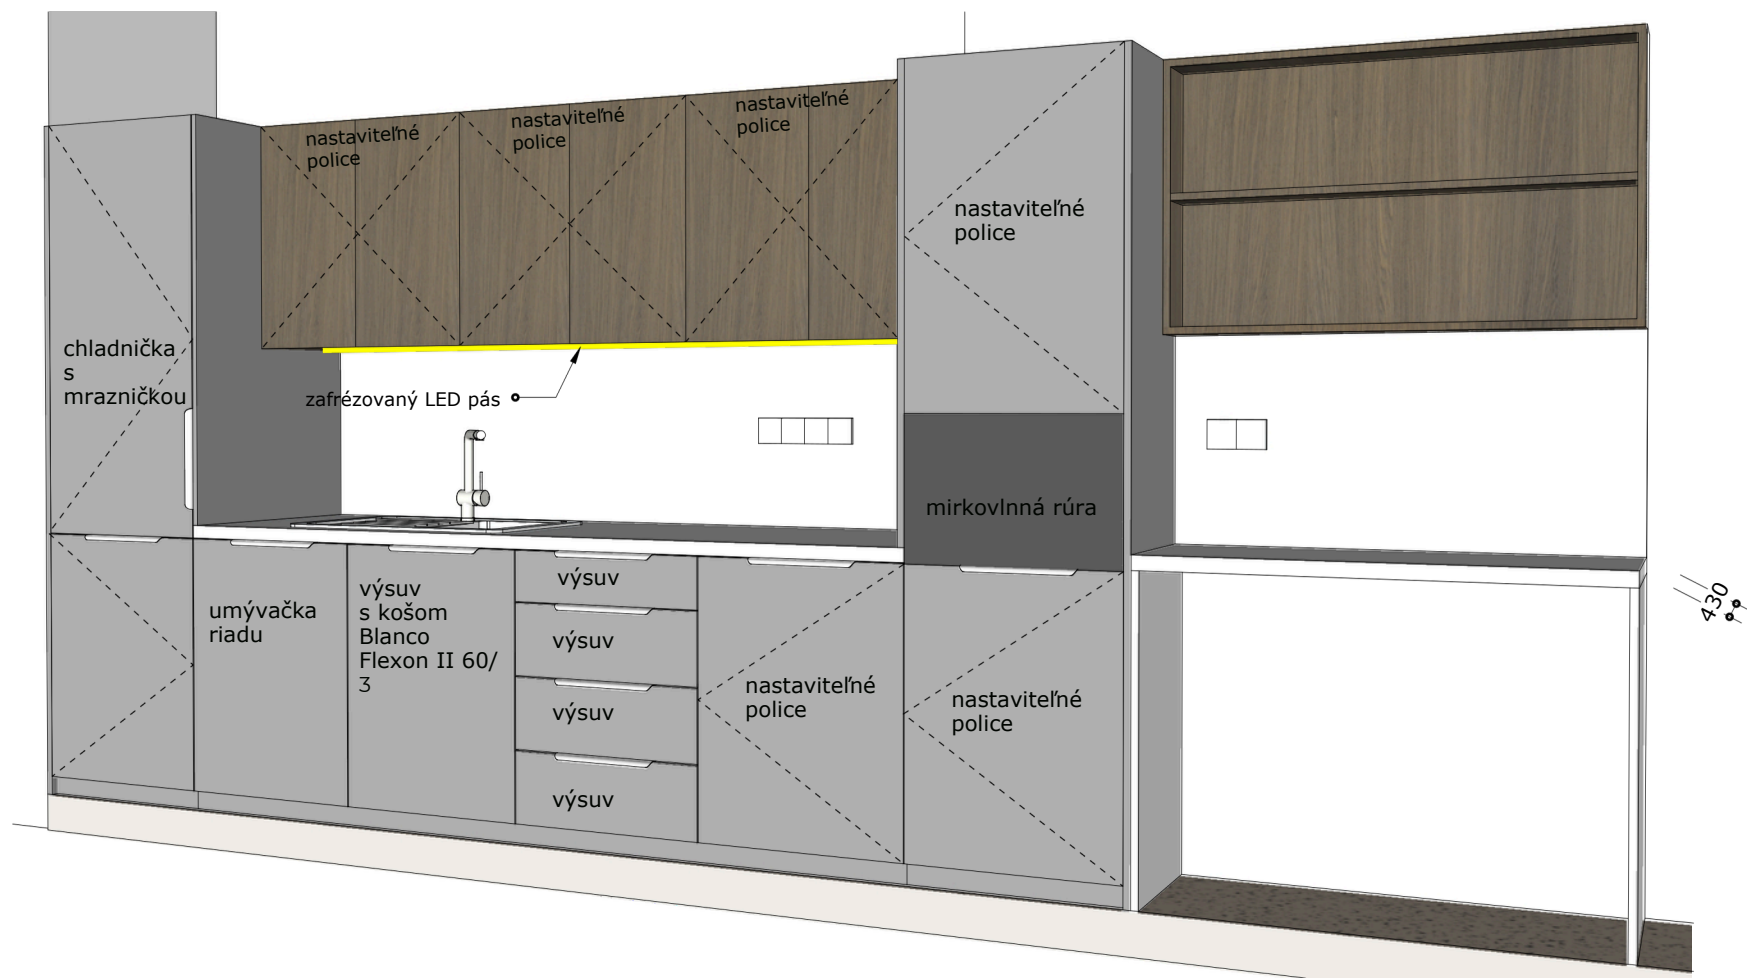 nastaviteľné
police
nastaviteľné
police
nastaviteľné
police
nastaviteľné
police
chladnička
s
mrazničkou
zafrézovaný LED pás
mirkovlnná rúra
umývačka
riadu
výsuv
s košom
Blanco
Flexon II 60/
3
výsuv
výsuv
výsuv
výsuv
nastaviteľné
police
nastaviteľné
police
430